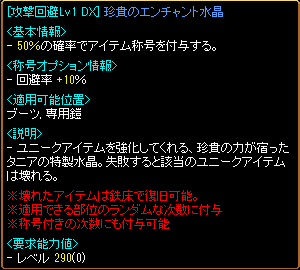 [攻撃回避Lv1 DX] 珍貴のエンチャント水晶
<基本情報>
- 50%の確率でアイテム称号を付与する。
<称号オプション情報>
- 回避率 +10%
<適用可能位置>
ブーツ, 専用鎧
<説明>
- ユニークアイテムを強化してくれる、珍貴の力が宿った
タニアの特製水晶。失敗すると該当のユニークアイテム
は壊れる。
※壊れたアイテムは鉄床で復旧可能。
※適用できる部位のランダムな次数に付与
※称号付きの次数にも付与可能
<要求能力値>
- レベル 290(0)